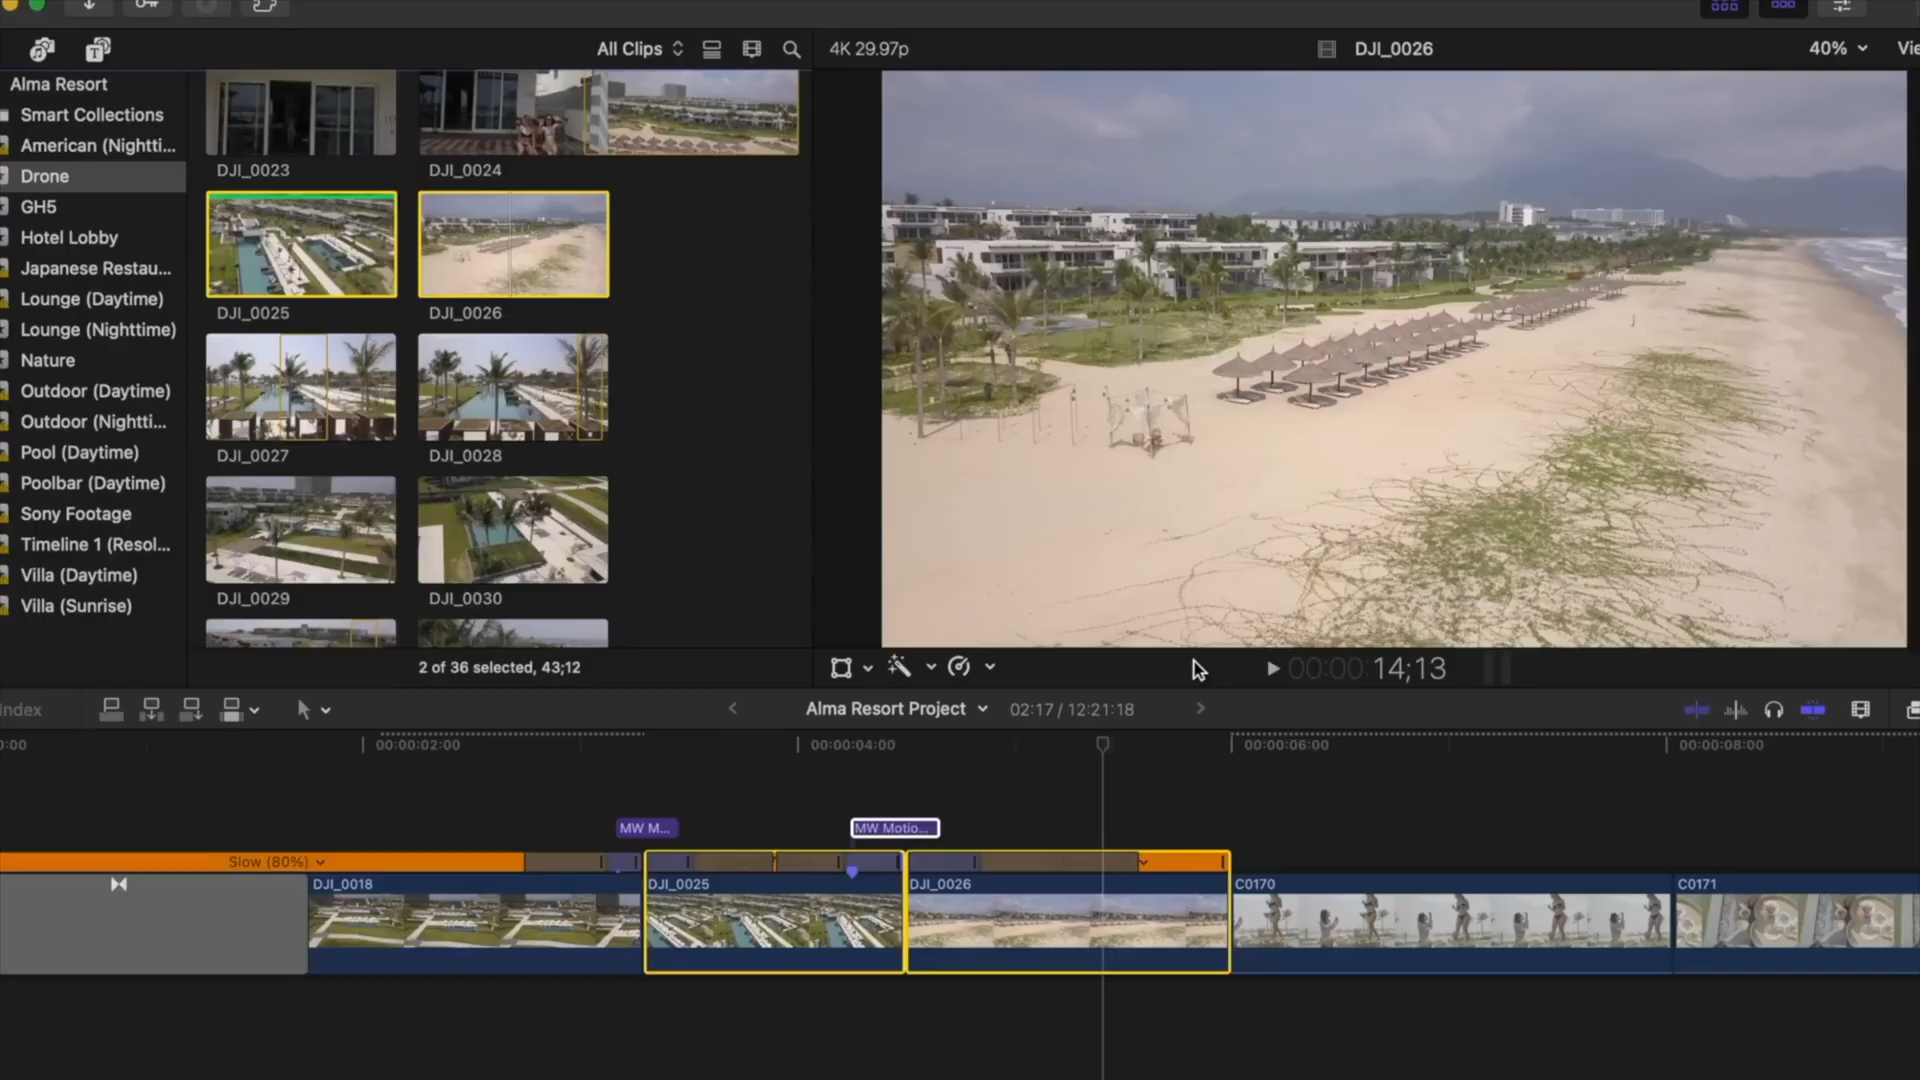 All Clips
4K 29.97p
DJI_0026
40%
Vie
Alma Resort
Smart Collections
American (Nightti...
Drone
GH5
Hotel Lobby
Japanese Restau...
Lounge (Daytime)
Lounge (Nighttime)
Nature
Outdoor (Daytime)
Outdoor (Nightti...
Pool (Daytime)
Poolbar (Daytime)
Sony Footage
Timeline 1 (Resol...
Villa (Daytime)
Villa (Sunrise)
DJI_0023
DJI_0024
DJI_0025
DJI_0026
DJI_0027
DJI_0028
DJI_0029
DJI_0030
2 of 36 selected, 43;12
00:00:14;13
Index
Alma Resort Project
02:17 / 12:21:18
0:00
00:00:02:00
00:00:04:00
00:00:06:00
00:00:08:00
MW M...
MW Motio...
Slow (80%)
DJI_0018
DJI_0025
DJI_0026
C0170
C0171